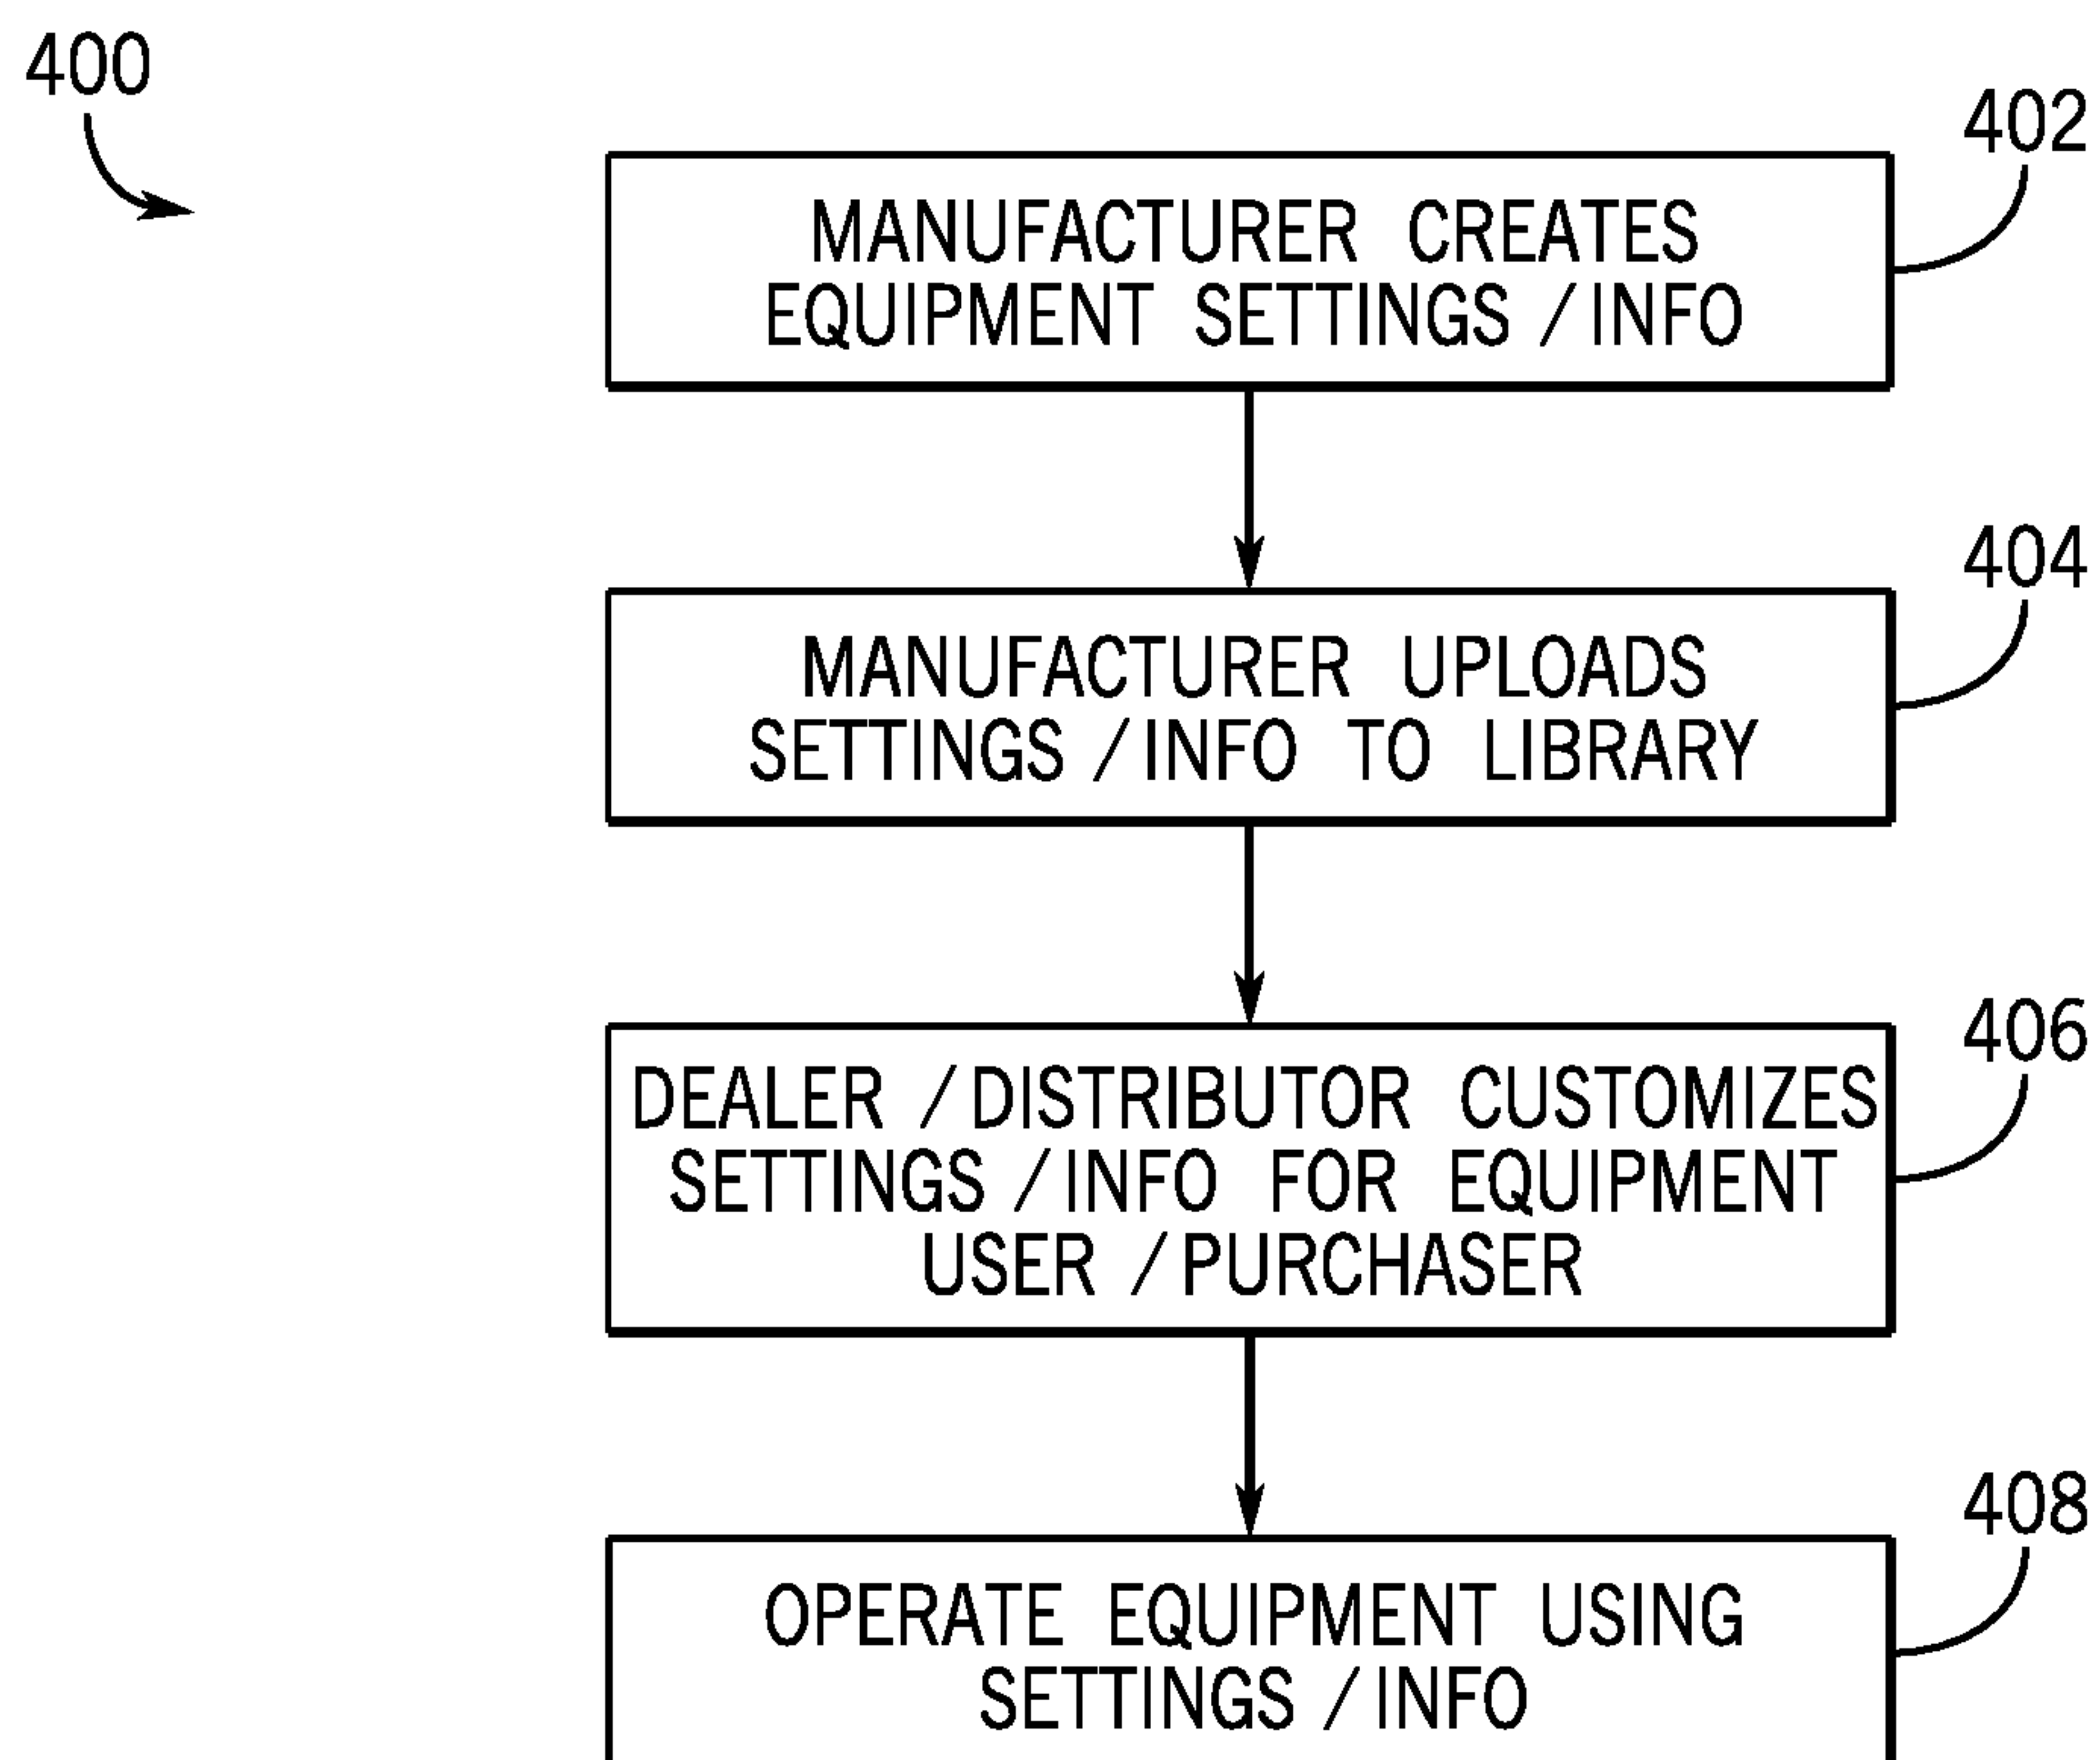 400
402
MANUFACTURER CREATES
EQUIPMENT SETTINGS /INFO
404
MANUFACTURER UPLOADS
SETTINGS /INFO TO LIBRARY
406
DEALER /DISTRIBUTOR CUSTOMIZES
SETTINGS /INFO FOR EQUIPMENT
USER /PURCHASER
408
OPERATE EQUIPMENT USING
SETTINGS /INFO